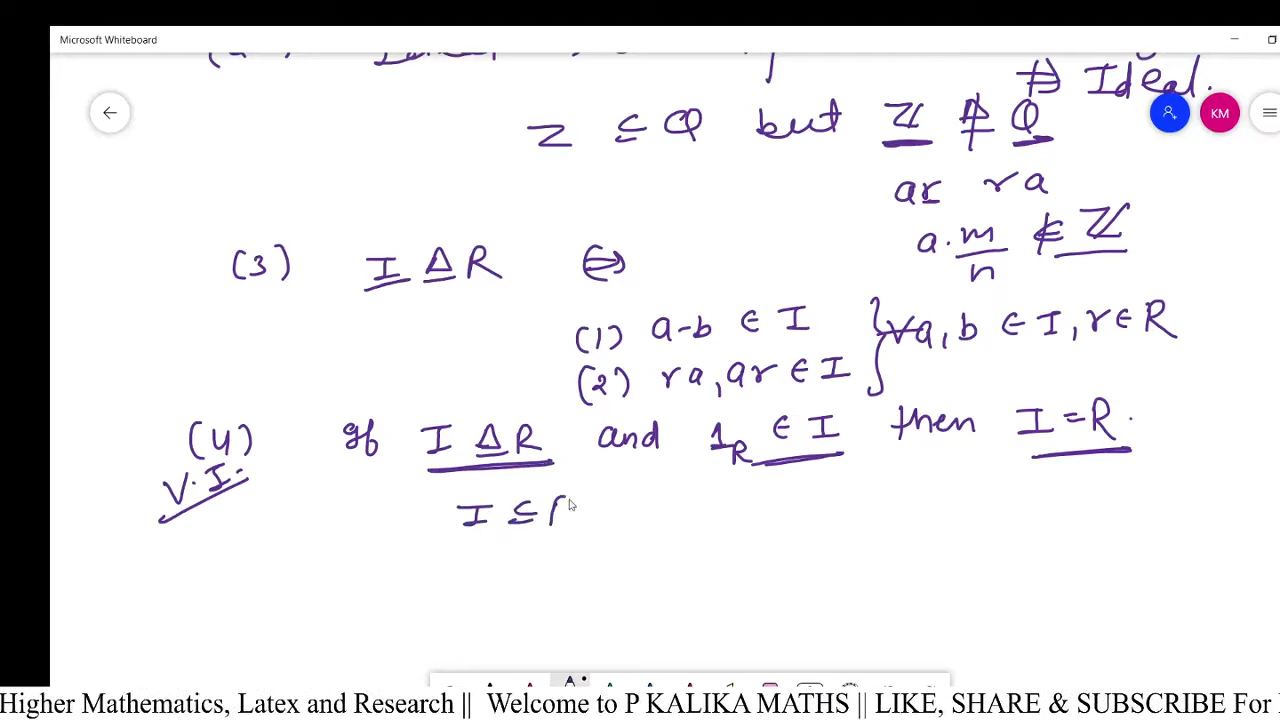 Microsoft Whiteboard
⇏ Ideal.
KM
Z ⊆ Q but ℤ ⋬ Q
ar ra
a · m/n ∉ ℤ
(3) I Δ R ⇔
(1) a-b ∈ I } ∀a, b ∈ I, r ∈ R
(2) ra, ar ∈ I
(4) If I Δ R and 1_R ∈ I then I = R.
V.I:
I ⊆
Higher Mathematics, Latex and Research || Welcome to P KALIKA MATHS || LIKE, SHARE & SUBSCRIBE For